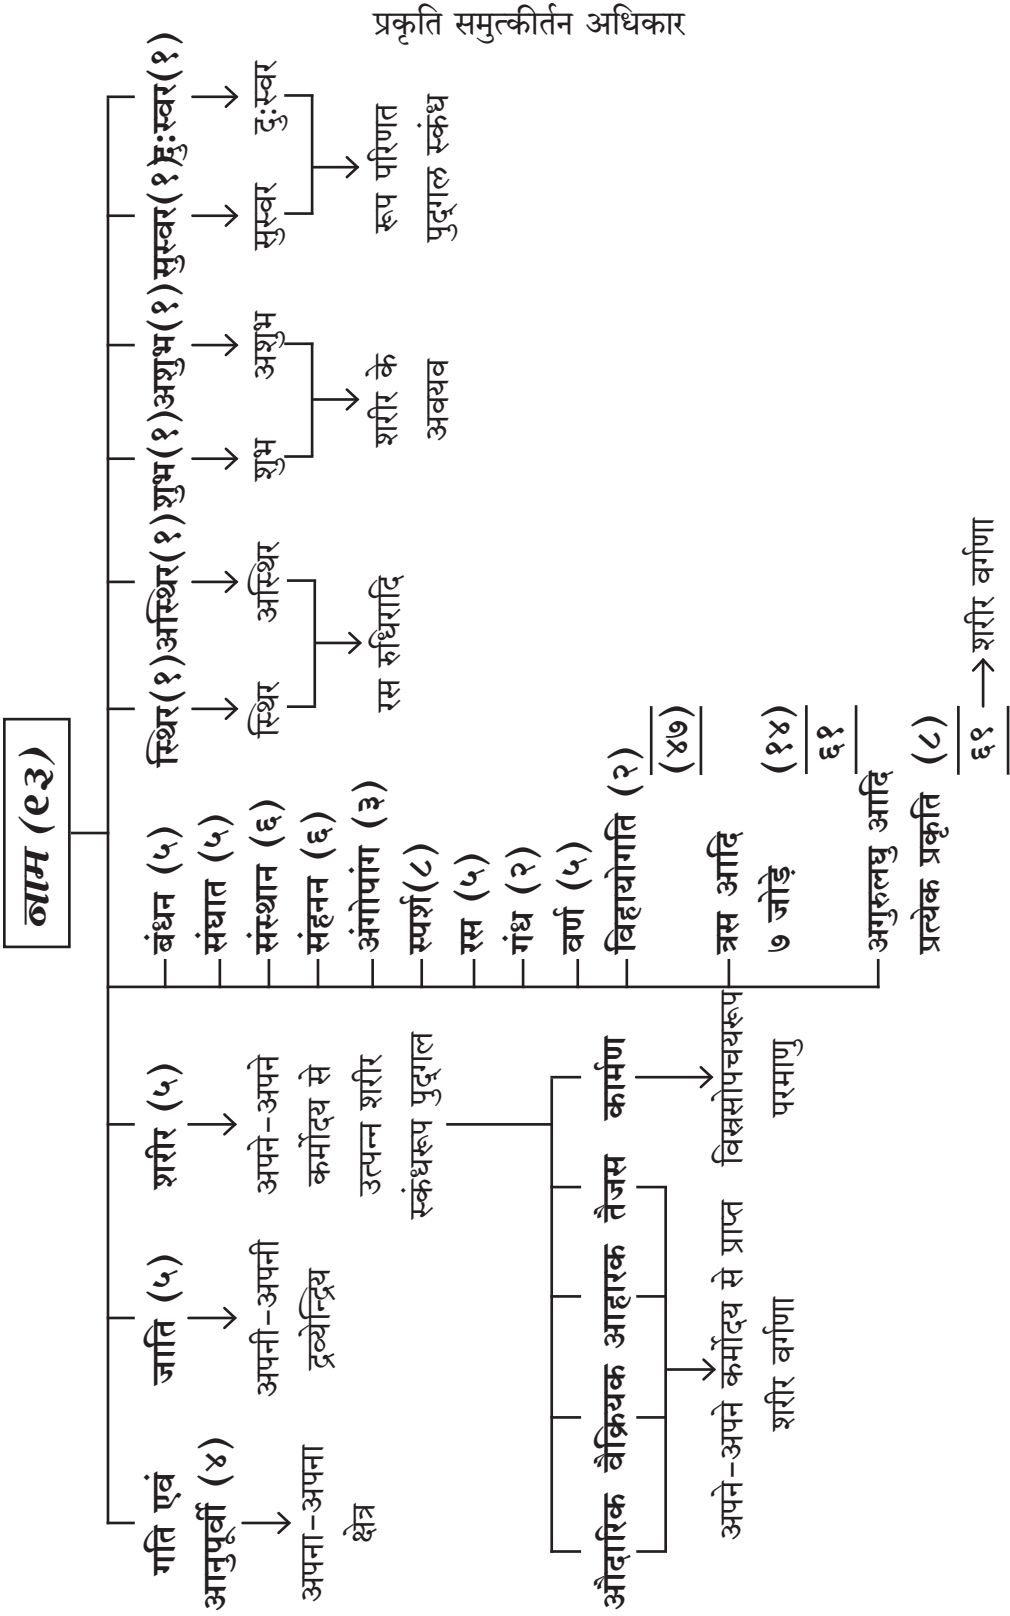 प्रकृति समुत्कीर्तन अधिकार
नाम (९३)
गति एवं
आनुपूर्वी (४)
अपना-अपना
क्षेत्र
जाति (५)
अपनी-अपनी
द्रव्येन्द्रिय
शरीर (५)
अपने-अपने
कर्मोदय से
उत्पन्न शरीर
स्कंधरूप पुद्गल
औदारिक वैक्रियक आहारक तैजस कार्मण
अपने-अपने कर्मोदय से प्राप्त
शरीर वर्गणा
विस्रसोपचयरूप
परमाणु
बंधन (५)
संघात (५)
संस्थान (६)
संहनन (६)
अंगोपांग (३)
स्पर्श(८)
रस (५)
गंध (२)
वर्ण (५)
विहायोगति (२)
(४७)
त्रस आदि
७ जोड़े (१४)
६१
अगुरुलघु आदि
प्रत्येक प्रकृति (८)
६९ शरीर वर्गणा
स्थिर(१) अस्थिर(१) शुभ(१) अशुभ(१) सुस्वर(१) दुःस्वर(१)
स्थिर अस्थिर शुभ अशुभ सुस्वर दुःस्वर
रस रुधिरादि
शरीर के
अवयव
रूप परिणत
पुद्गल स्कंध